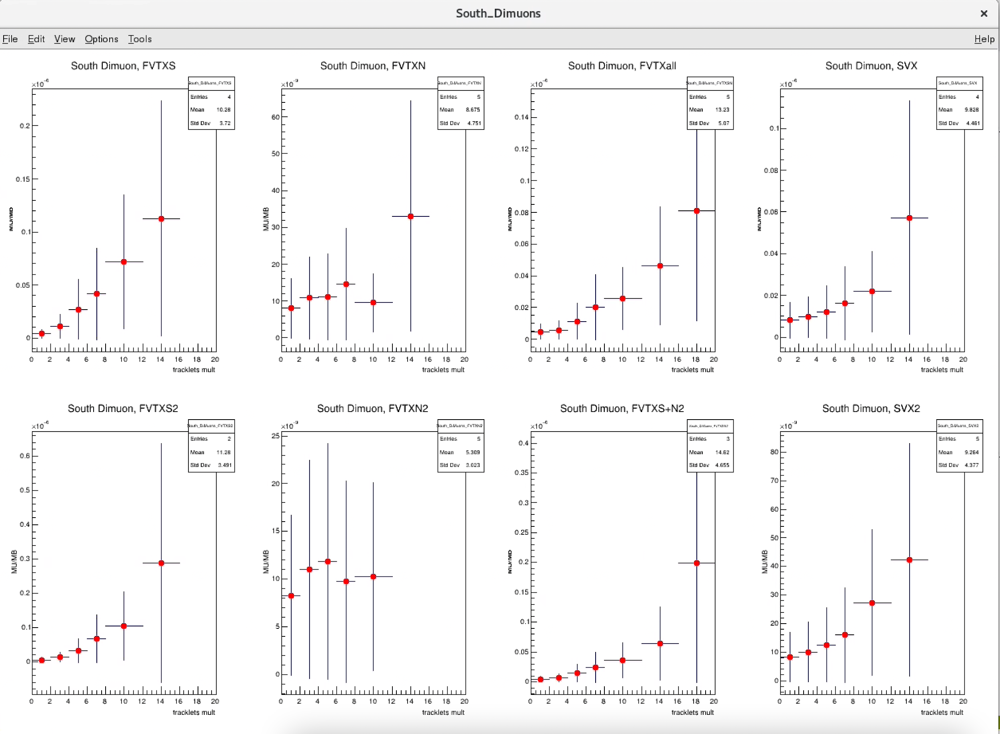 South_Dimuons ×
File Edit View Options Tools Help
South Dimuon, FVTXS
×10⁻⁶
South_DiMuons_FVTXS
Entries 4
Mean 10.28
Std Dev 3.72
0.2
0.15
0.1
0.05
0
0 2 4 6 8 10 12 14 16 18 20
tracklets mult
South Dimuon, FVTXN
×10⁻⁹
South_DiMuons_FVTXN
Entries 5
Mean 8.675
Std Dev 4.751
60
50
40
30
20
10
0
MU/MB
0 2 4 6 8 10 12 14 16 18 20
tracklets mult
South Dimuon, FVTXall
×10⁻⁶
South_DiMuons_FVTXSN
Entries 5
Mean 13.23
Std Dev 5.07
0.14
0.12
0.1
0.08
0.06
0.04
0.02
0
0 2 4 6 8 10 12 14 16 18 20
tracklets mult
South Dimuon, SVX
×10⁻⁶
South_DiMuons_SVX
Entries 4
Mean 9.828
Std Dev 4.461
0.1
0.08
0.06
0.04
0.02
0
0 2 4 6 8 10 12 14 16 18 20
tracklets mult
South Dimuon, FVTXS2
×10⁻⁶
South_DiMuons_FVTXS2
Entries 2
Mean 11.28
Std Dev 3.491
0.6
0.5
0.4
0.3
0.2
0.1
0
MU/MB
0 2 4 6 8 10 12 14 16 18 20
tracklets mult
South Dimuon, FVTXN2
×10⁻⁹
South_DiMuons_FVTXN2
Entries 5
Mean 5.309
Std Dev 3.023
25
20
15
10
5
0
MU/MB
0 2 4 6 8 10 12 14 16 18 20
tracklets mult
South Dimuon, FVTXS+N2
×10⁻⁶
Entries 3
Mean 14.62
Std Dev 4.655
0.4
0.35
0.3
0.25
0.2
0.15
0.1
0.05
0
0 2 4 6 8 10 12 14 16 18 20
tracklets mult
South Dimuon, SVX2
×10⁻⁹
South_DiMuons_SVX2
Entries 5
Mean 9.264
Std Dev 4.377
80
70
60
50
40
30
20
10
0
MU/MB
0 2 4 6 8 10 12 14 16 18 20
tracklets mult